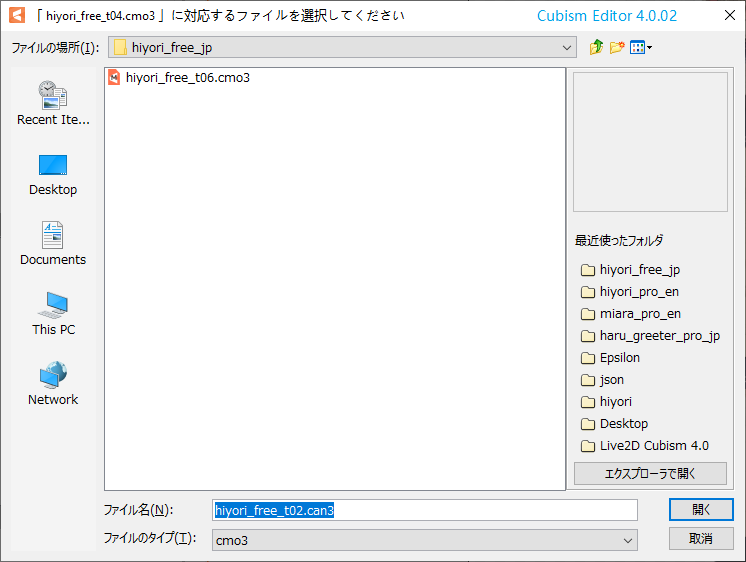 「 hiyori_free_t04.cmo3 」に対応するファイルを選択してください
Cubism Editor 4.0.02
ファイルの場所(I):
hiyori_free_jp
Recent Ite...
Desktop
Documents
This PC
Network
hiyori_free_t06.cmo3
最近使ったフォルダ
hiyori_free_jp
hiyori_pro_en
miara_pro_en
haru_greeter_pro_jp
Epsilon
json
hiyori
Desktop
Live2D Cubism 4.0
エクスプローラで開く
ファイル名(N):
hiyori_free_t02.can3
開く
ファイルのタイプ(T):
cmo3
取消